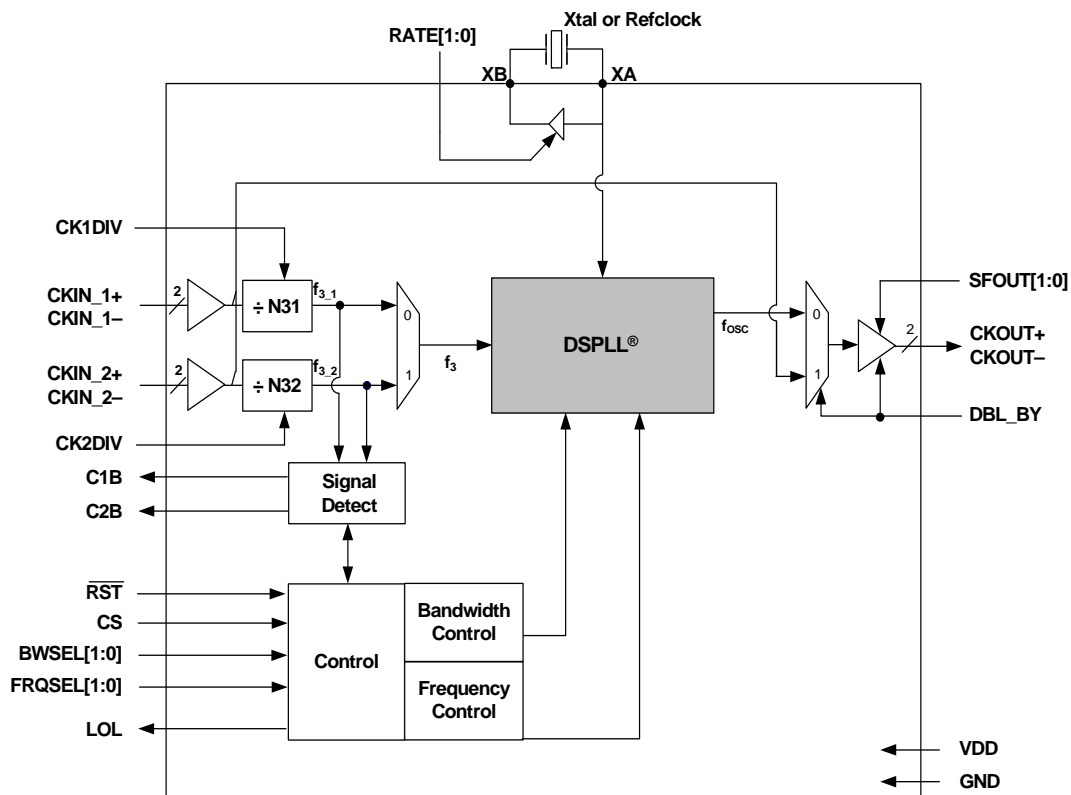 Xtal or Refclock
RATE[1:0]
XB
XA
CK1DIV
CKIN_1+
CKIN_1–
2
÷ N31
f3_1
0
CKIN_2+
CKIN_2–
2
÷ N32
f3_2
1
f3
DSPLL®
fOSC
0
1
SFOUT[1:0]
2
CKOUT+
CKOUT–
DBL_BY
CK2DIV
C1B
C2B
Signal
Detect
RST
CS
BWSEL[1:0]
FRQSEL[1:0]
LOL
Control
Bandwidth
Control
Frequency
Control
VDD
GND